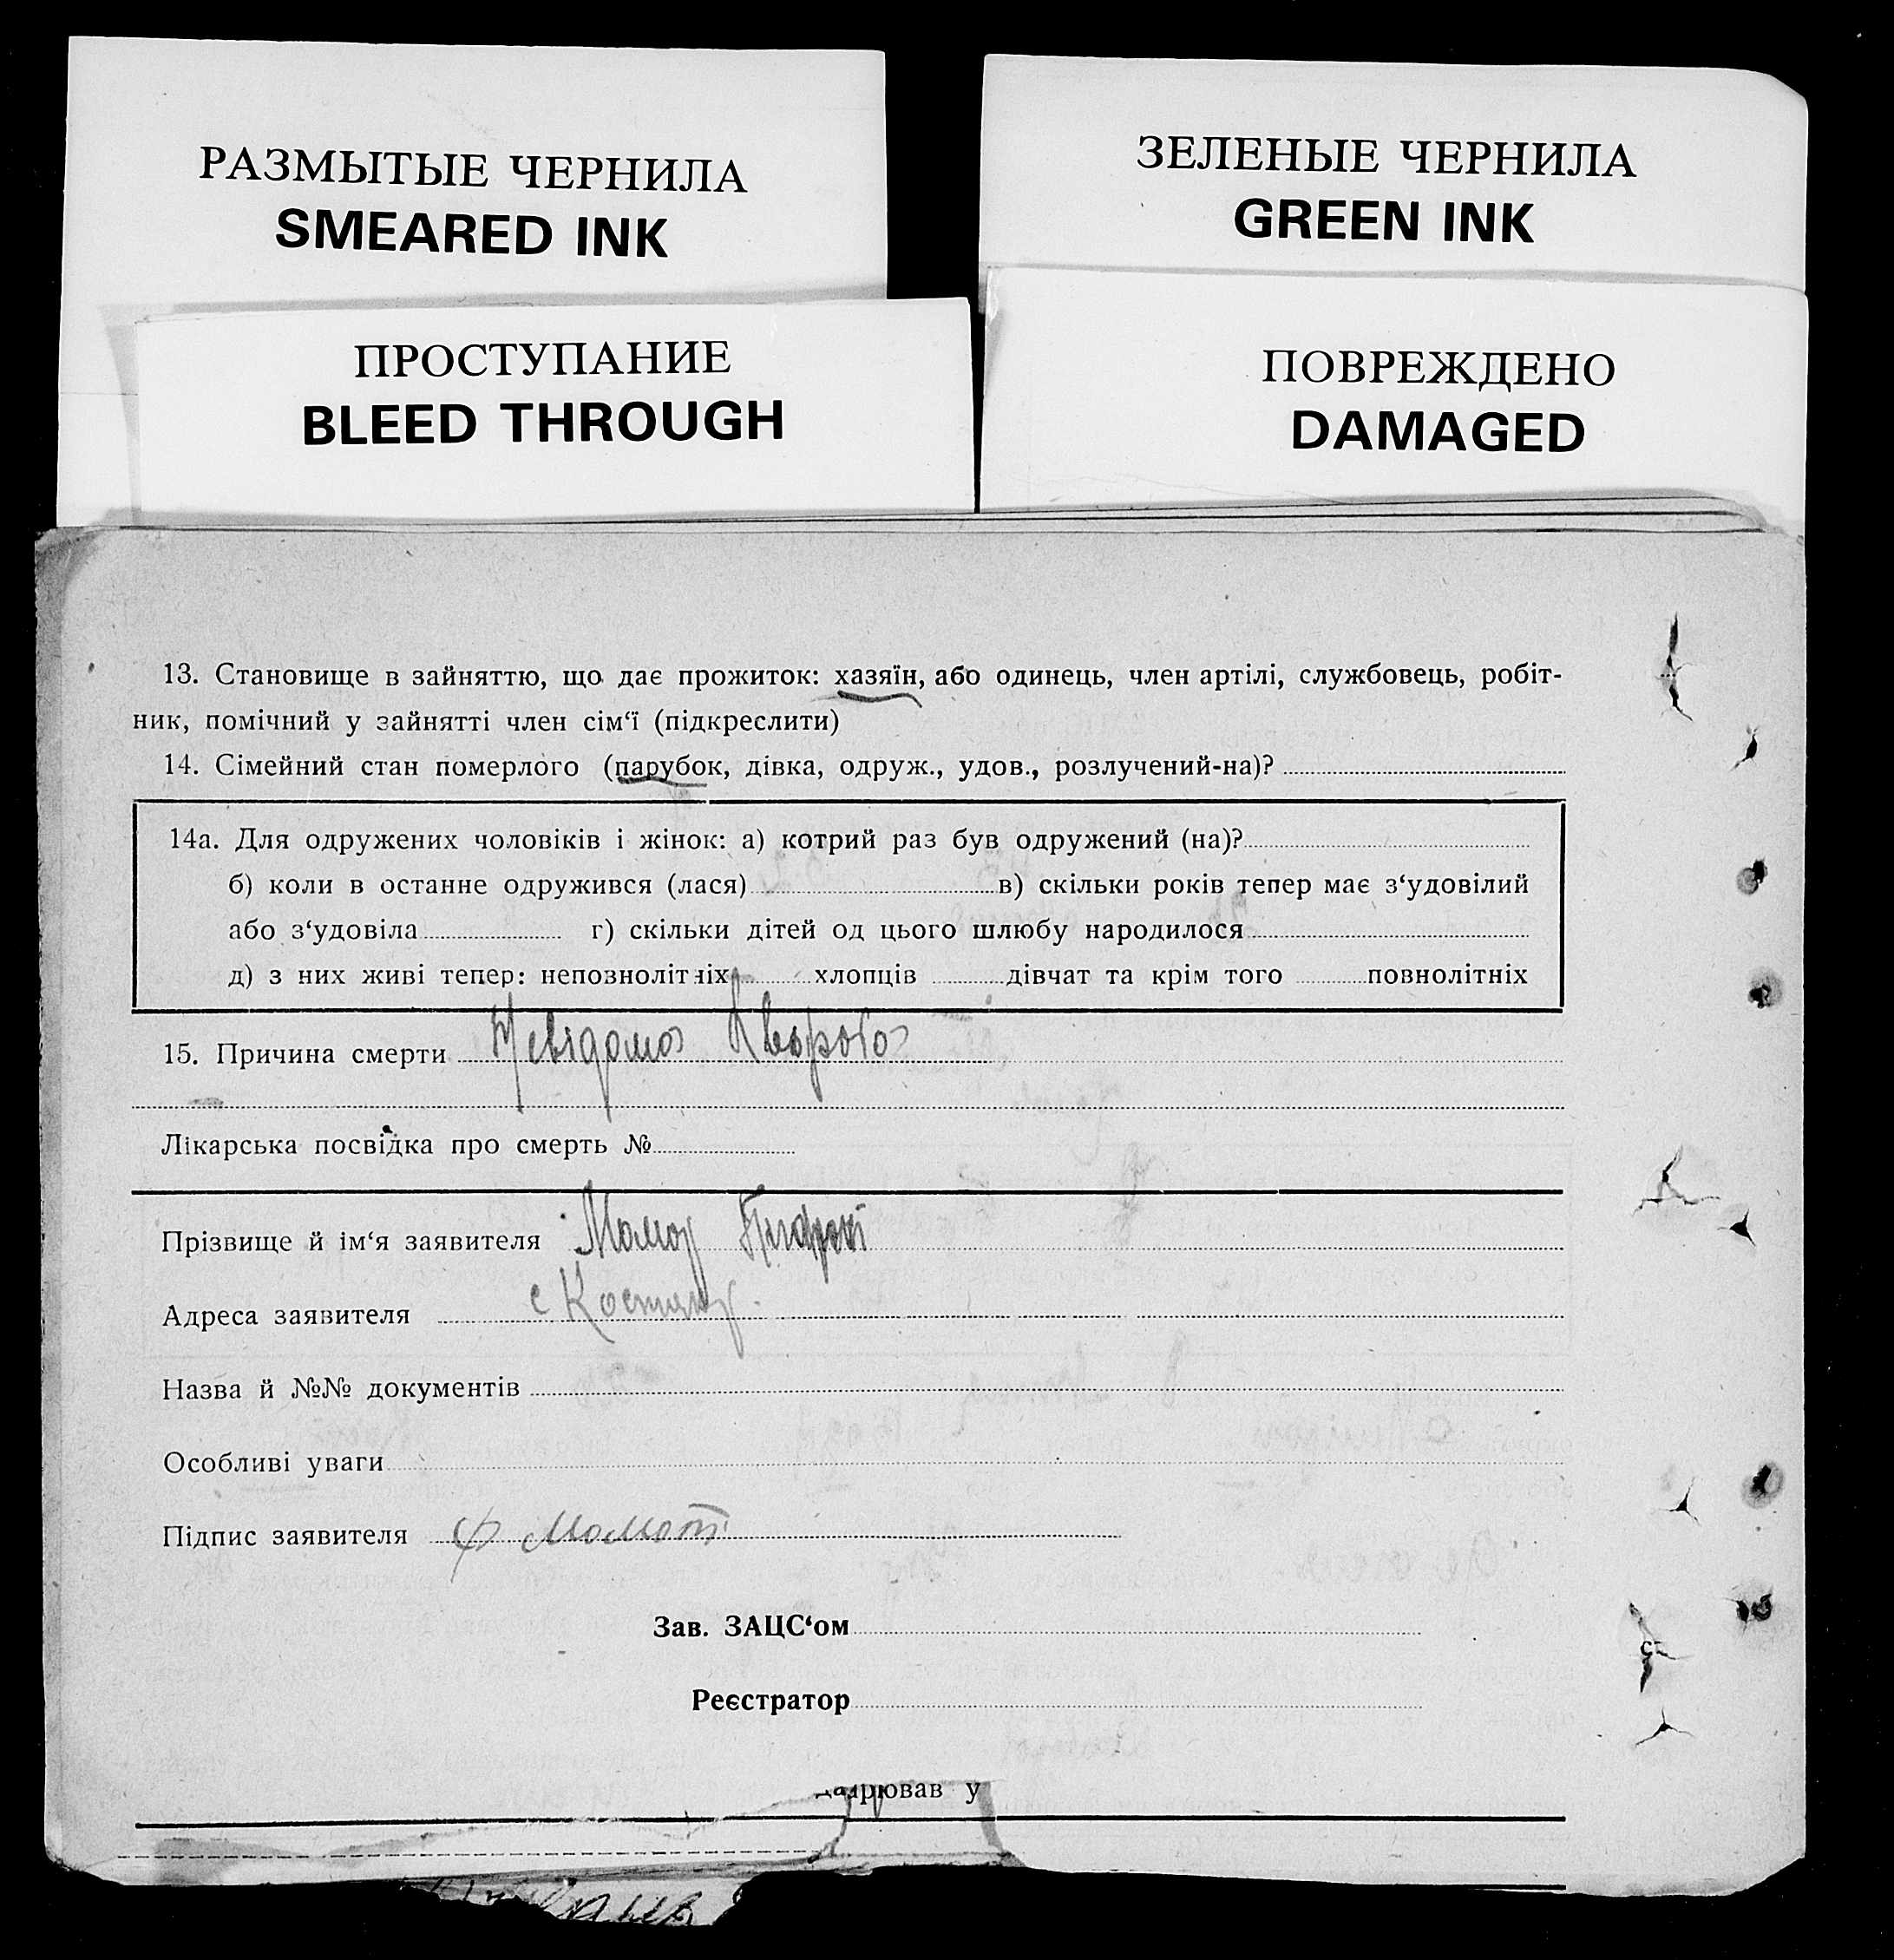 РАЗМЫТЫЕ ЧЕРНИЛА
SMEARED INK
ЗЕЛЕНЫЕ ЧЕРНИЛА
GREEN INK
ПРОСТУПАНИЕ
BLEED THROUGH
ПОВРЕЖДЕНО
DAMAGED
13. Становище в зайняттю, що дає прожиток: хазяїн, або одинець, член артілі, службовець, робіт-
ник, помічний у зайнятті член сім‘ї (підкреслити)
14. Сімейний стан померлого (парубок, дівка, одруж., удов., розлучений-на)?
14а. Для одружених чоловіків і жінок: а) котрий раз був одружений (на)?
б) коли в останне одружився (лася) в) скільки років тепер має з‘удовілий
або з‘удовіла г) скільки дітей од цього шлюбу народилося
д) з них живі тепер: неповнолітніх хлопців дівчат та крім того повнолітніх
15. Причина смерти Невідома Хвороба
Лікарська посвідка про смерть №
Прізвище й ім‘я заявителя
Адреса заявителя с
Назва й №№ документів
Особливі уваги
Підпис заявителя Момот
Зав. ЗАЦС‘ом
Реєстратор
у